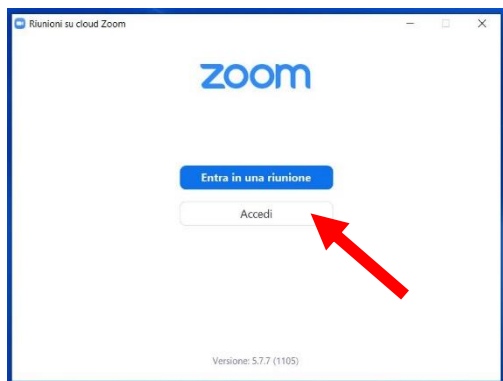 Riunioni su cloud Zoom
zoom
Entra in una riunione
Accedi
Versione: 5.7.7 (1105)